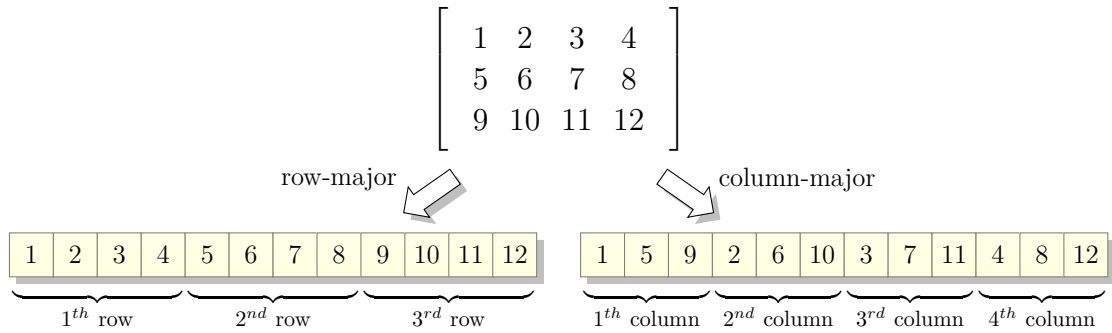 1 2 3 4
5 6 7 8
9 10 11 12
row-major
column-major
1 2 3 4 5 6 7 8 9 10 11 12
1 5 9 2 6 10 3 7 11 4 8 12
1th row 2nd row 3rd row
1th column 2nd column 3rd column 4th column